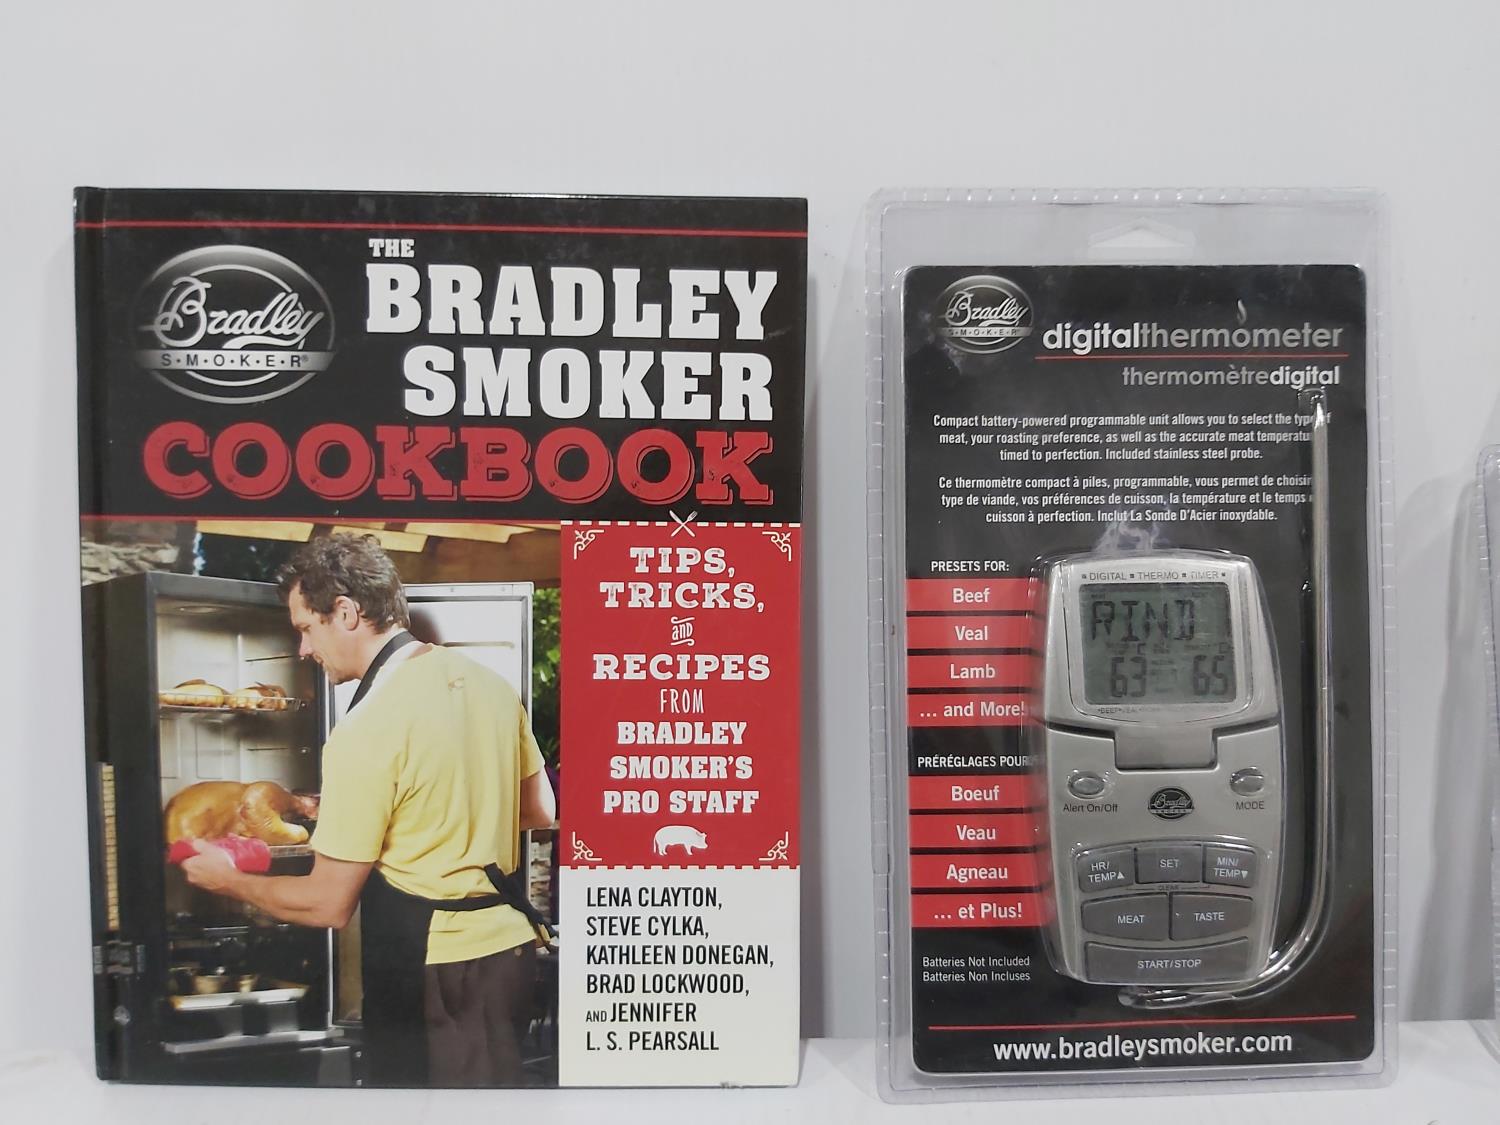 Bradley
S·M·O·K·E·R®
THE
BRADLEY
SMOKER
COOKBOOK
TIPS,
TRICKS,
and
RECIPES
FROM
BRADLEY
SMOKER'S
PRO STAFF
LENA CLAYTON,
STEVE CYLKA,
KATHLEEN DONEGAN,
BRAD LOCKWOOD,
AND JENNIFER
L. S. PEARSALL
Bradley
S·M·O·K·E·R
digitalthermometer
thermomètredigital
Compact battery-powered programmable unit allows you to select the type of
meat, your roasting preference, as well as the accurate meat
timed to perfection. Included stainless steel probe.
Ce thermomètre compact à piles, programmable, vous permet de choisir
type de viande, vos préférences de cuisson, la température et le temps
cuisson à perfection. Inclut La Sonde D'Acier inoxydable.
PRESETS FOR:
Beef
Veal
Lamb
... and More!
PRÉRÉGLAGES POUR
Boeuf
Veau
Agneau
... et Plus!
Batteries Not Included
Batteries Non Incluses
DIGITAL THERMO TIMER
63 65
Alert On/Off
Bradley
MODE
HR/
TEMP▲
SET
MIN/
TEMP▼
CLEAR
MEAT
TASTE
START/STOP
www.bradleysmoker.com